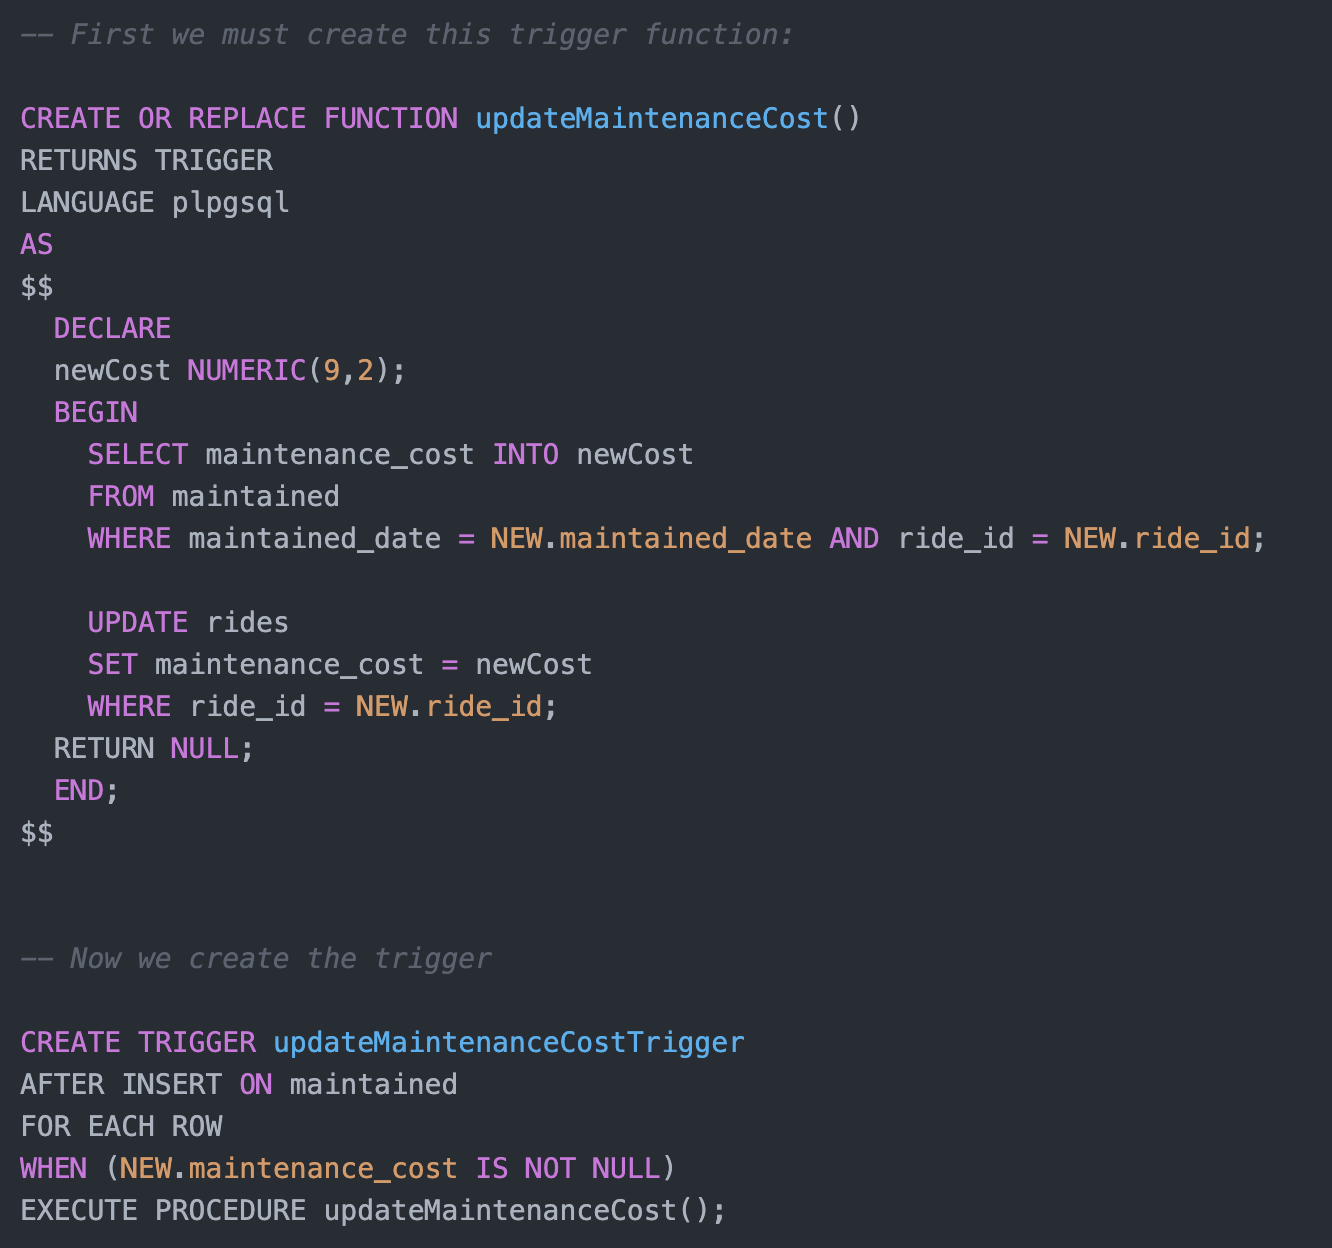 -- First we must create this trigger function:
CREATE OR REPLACE FUNCTION updateMaintenanceCost()
RETURNS TRIGGER
LANGUAGE plpgsql
AS
$$
  DECLARE
  newCost NUMERIC(9,2);
  BEGIN
    SELECT maintenance_cost INTO newCost
    FROM maintained
    WHERE maintained_date = NEW.maintained_date AND ride_id = NEW.ride_id;
    UPDATE rides
    SET maintenance_cost = newCost
    WHERE ride_id = NEW.ride_id;
  RETURN NULL;
  END;
$$
-- Now we create the trigger
CREATE TRIGGER updateMaintenanceCostTrigger
AFTER INSERT ON maintained
FOR EACH ROW
WHEN (NEW.maintenance_cost IS NOT NULL)
EXECUTE PROCEDURE updateMaintenanceCost();